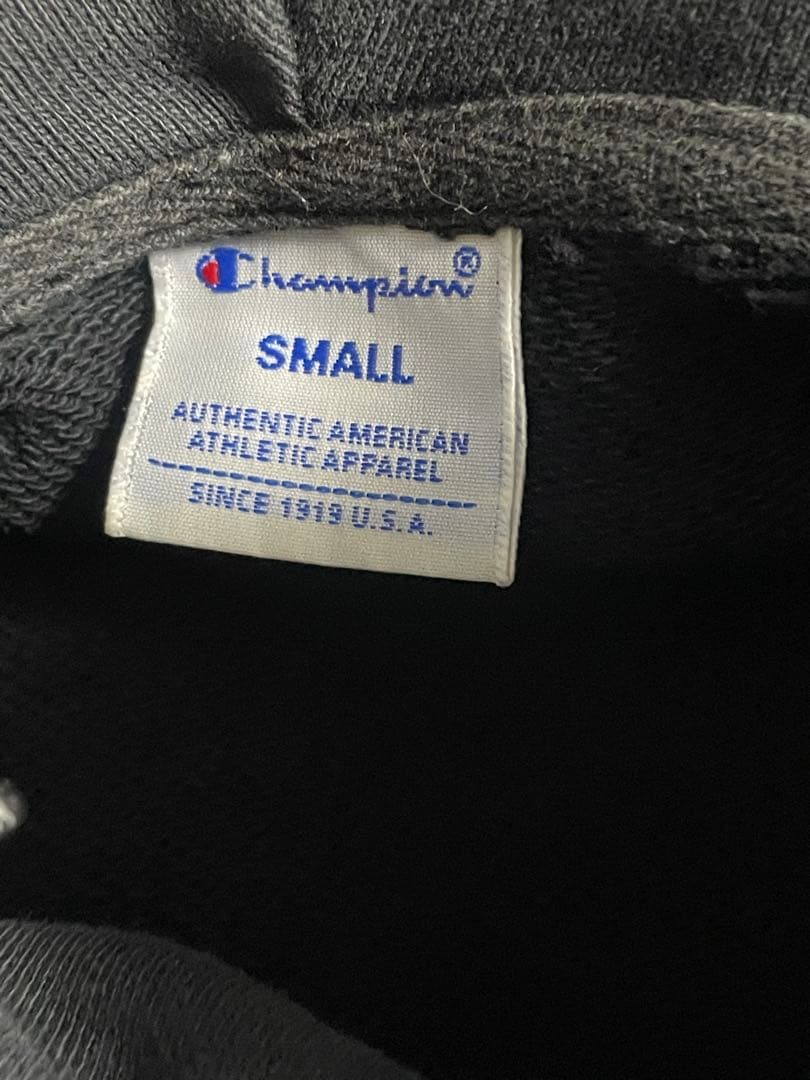 Champion®
SMALL
AUTHENTIC AMERICAN
ATHLETIC APPAREL
SINCE 1919 U.S.A.